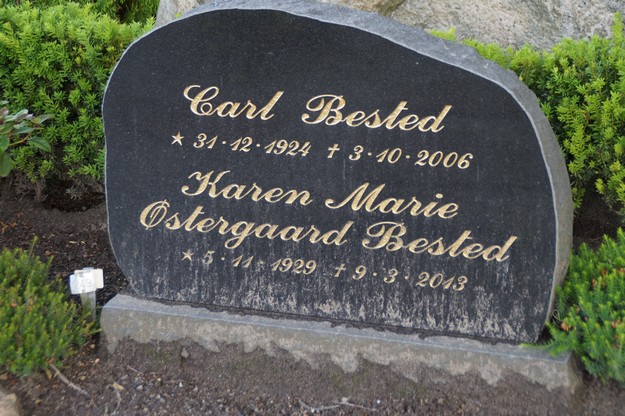 Carl Bested
★ 31·12·1924 ✝ 3·10·2006
Karen Marie
Østergaard Bested
★ 5·11·1929 ✝ 9·3·2013